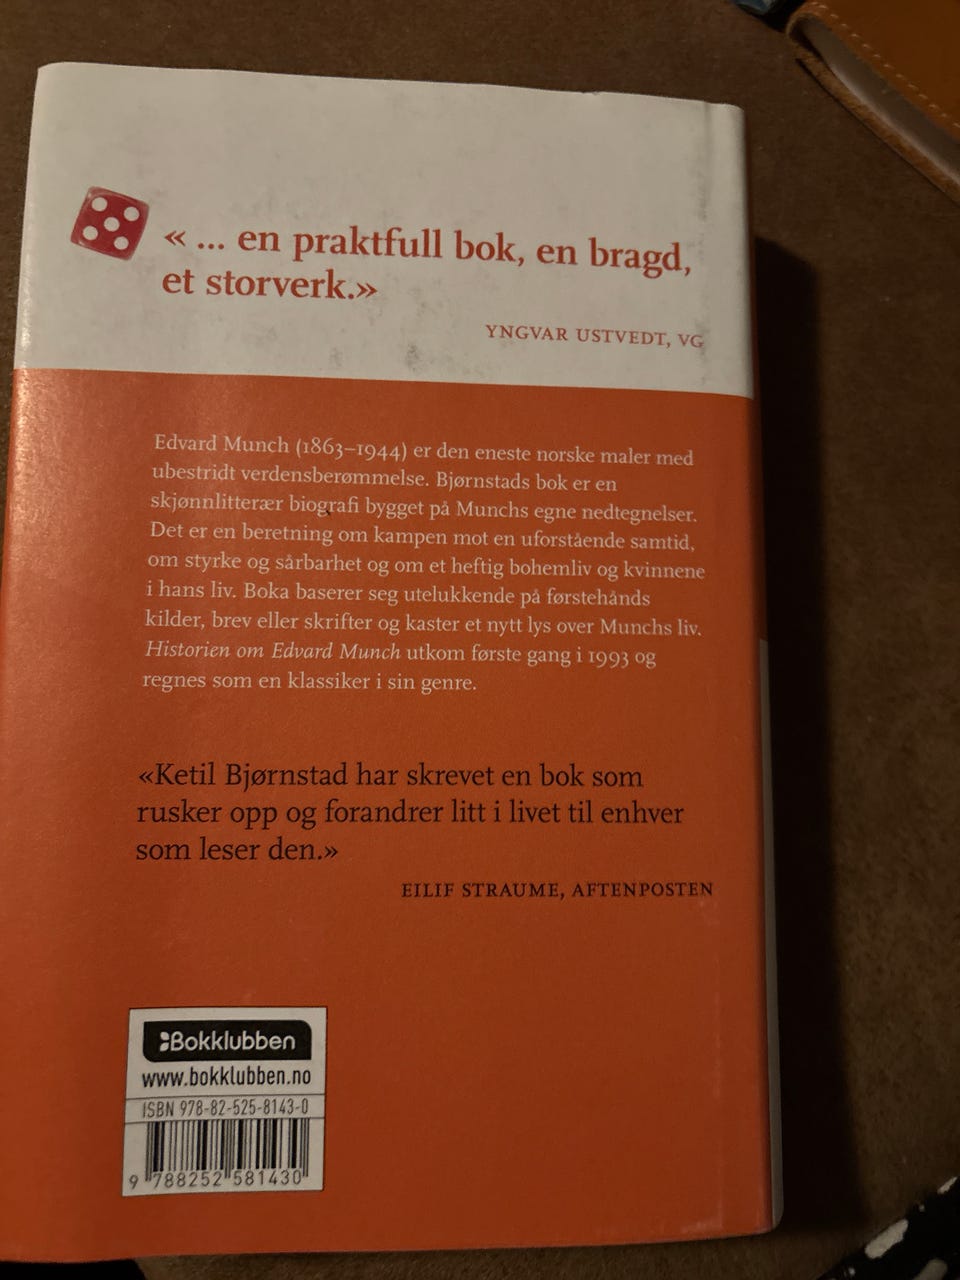 « ... en praktfull bok, en bragd,
et storverk.»
YNGVAR USTVEDT, VG
Edvard Munch (1863–1944) er den eneste norske maler med
ubestridt verdensberømmelse. Bjørnstads bok er en
skjønnlitterær biografi bygget på Munchs egne nedtegnelser.
Det er en beretning om kampen mot en uforstående samtid,
om styrke og sårbarhet og om et heftig bohemliv og kvinnene
i hans liv. Boka baserer seg utelukkende på førstehånds
kilder, brev eller skrifter og kaster et nytt lys over Munchs liv.
Historien om Edvard Munch utkom første gang i 1993 og
regnes som en klassiker i sin genre.
«Ketil Bjørnstad har skrevet en bok som
rusker opp og forandrer litt i livet til enhver
som leser den.»
EILIF STRAUME, AFTENPOSTEN
Bokklubben
www.bokklubben.no
ISBN 978-82-525-8143-0
9 788252 581430